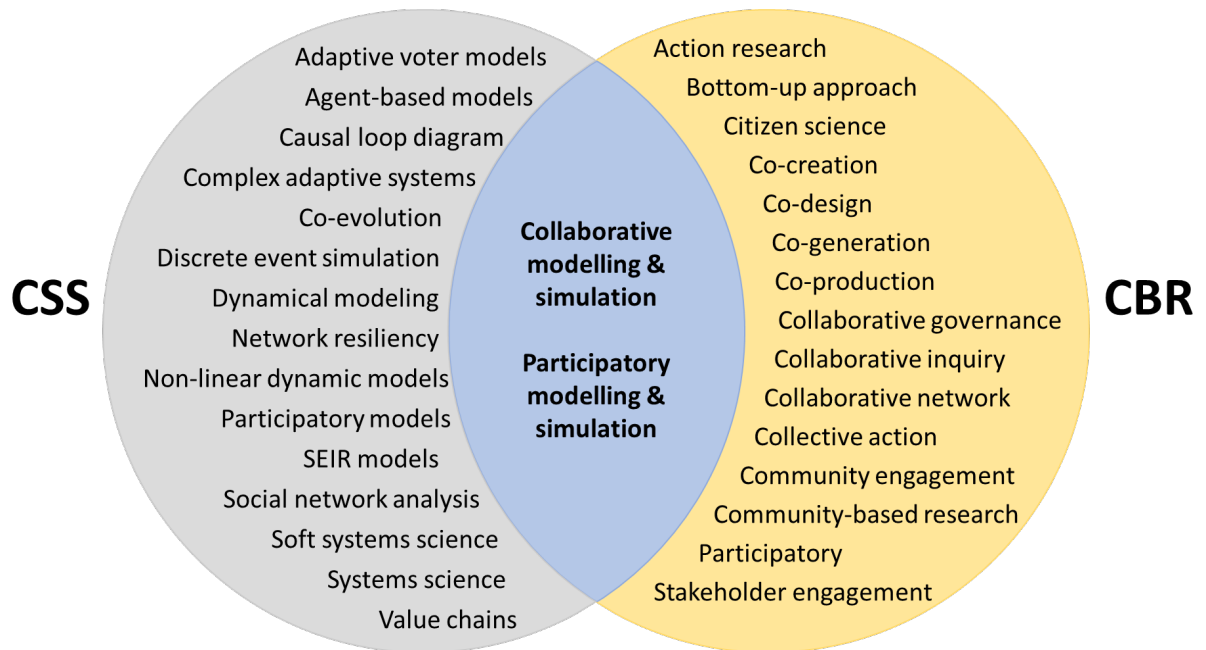 CSS
Adaptive voter models
Agent-based models
Causal loop diagram
Complex adaptive systems
Co-evolution
Discrete event simulation
Dynamical modeling
Network resiliency
Non-linear dynamic models
Participatory models
SEIR models
Social network analysis
Soft systems science
Systems science
Value chains
Collaborative
modelling &
simulation
Participatory
modelling &
simulation
Action research
Bottom-up approach
Citizen science
Co-creation
Co-design
Co-generation
Co-production
Collaborative governance
Collaborative inquiry
Collaborative network
Collective action
Community engagement
Community-based research
Participatory
Stakeholder engagement
CBR